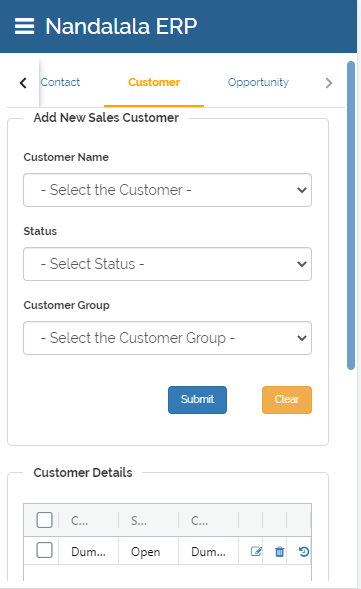 Nandalala ERP
Contact Customer Opportunity
Add New Sales Customer
Customer Name
- Select the Customer -
Status
- Select Status -
Customer Group
- Select the Customer Group -
Submit Clear
Customer Details
C... S... C...
Dum... Open Dum...